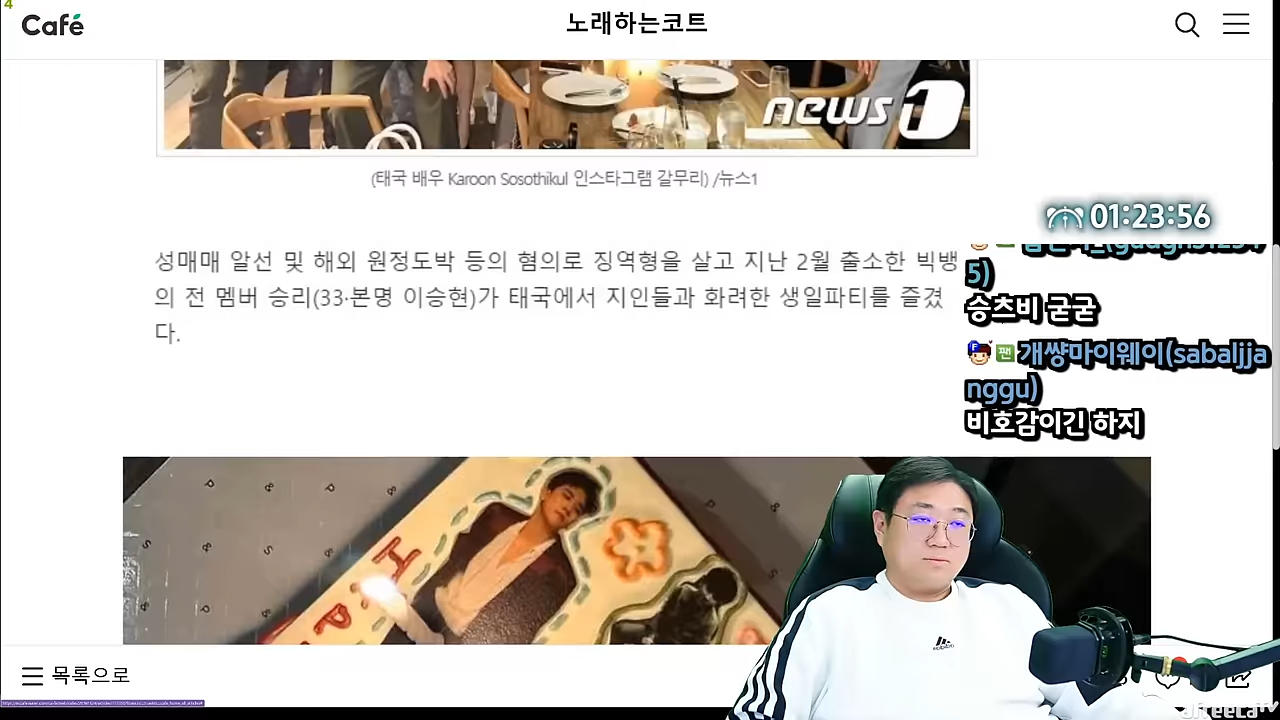 4
Café
노래하는코트
news1
(태국 배우 Karoon Sosothikul 인스타그램 갈무리) /뉴스1
01:23:56
성매매 알선 및 해외 원정도박 등의 혐의로 징역형을 살고 지난 2월 출소한 빅뱅
의 전 멤버 승리(33·본명 이승현)가 태국에서 지인들과 화려한 생일파티를 즐겼
다.
5)
승츠비 굳굳
팬 개썅마이웨이(sabaljja
nggu)
비호감이긴 하지
adidas
목록으로
afreecaTV